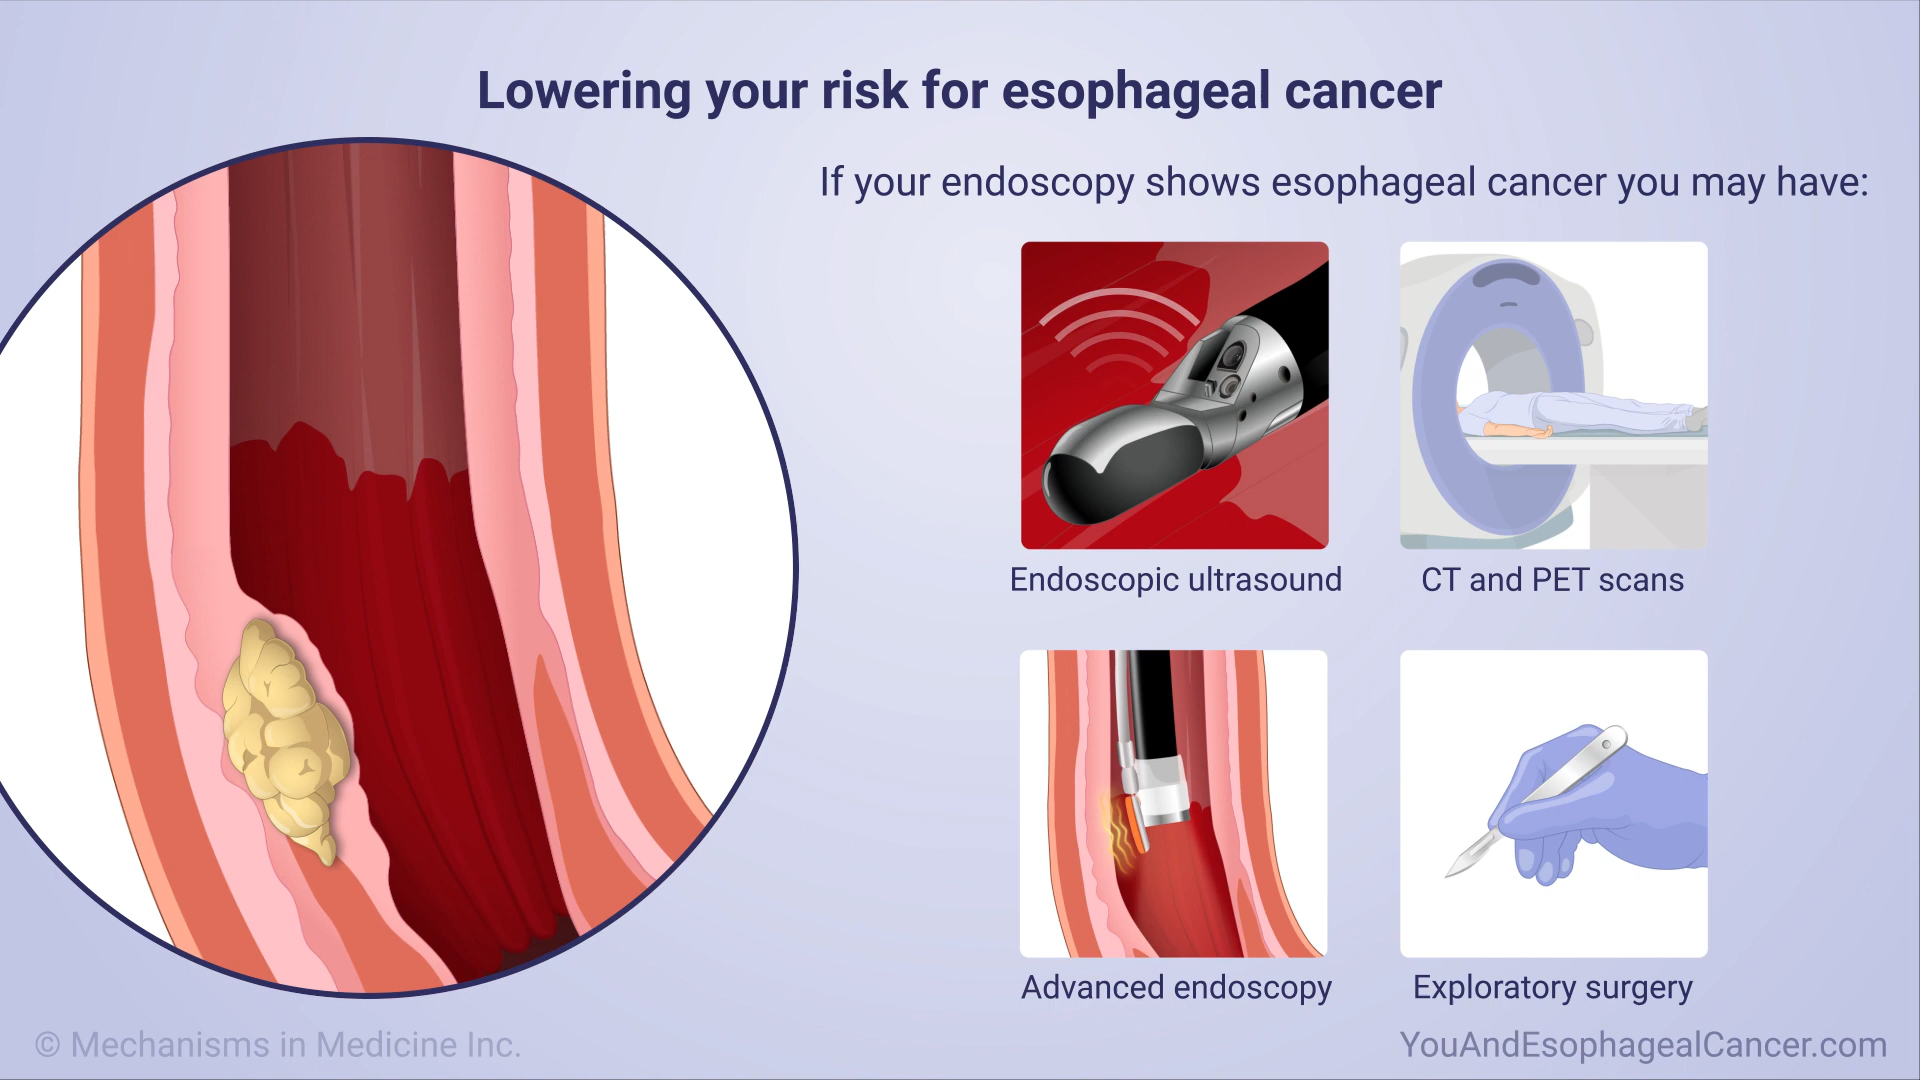 Lowering your risk for esophageal cancer
If your endoscopy shows esophageal cancer you may have:
Endoscopic ultrasound
CT and PET scans
Advanced endoscopy
Exploratory surgery
© Mechanisms in Medicine Inc.
YouAndEsophagealCancer.com